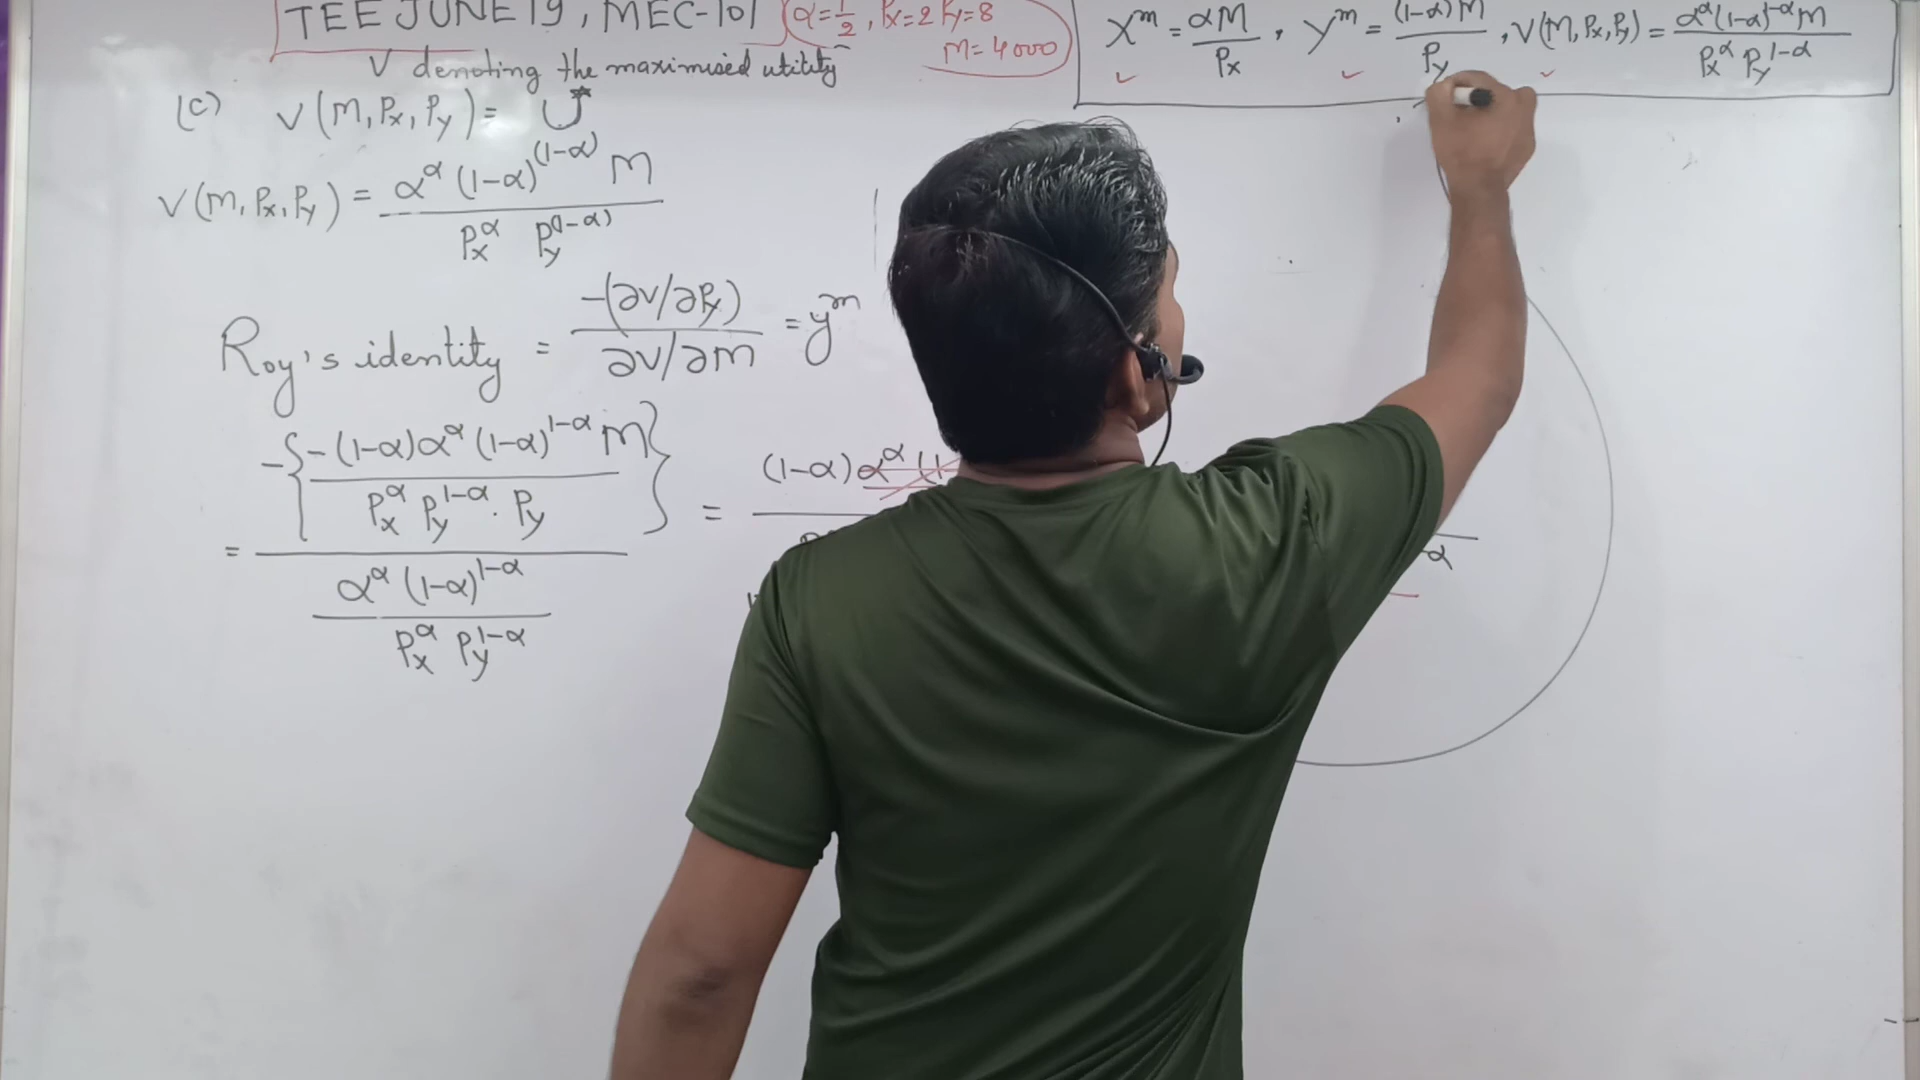 TEE JUNE 19, MEC-101
α=1/2, Px=2 Py=8
M=4000
V denoting the maximised utility
X^m = αM/Px, Y^m = (1-α)M/Py, V(M,Px,Py) = α^α (1-α)^(1-α) M / Px^α Py^(1-α)
(c) V(M,Px,Py) = U*
V(M,Px,Py) = α^α (1-α)^(1-α) M / Px^α Py^(1-α)
Roy's identity = -(∂V/∂Py) / ∂V/∂M = y^m
= -{-(1-α)α^α (1-α)^(1-α) M / Px^α Py^(1-α) . Py} / α^α (1-α)^(1-α) / Px^α Py^(1-α) = (1-α) α^α